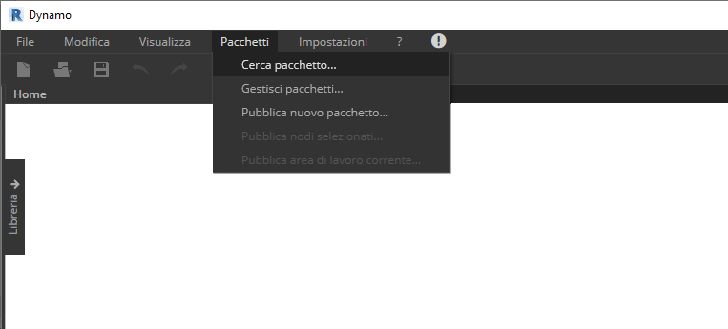 Dynamo
File Modifica Visualizza Pacchetti Impostazioni ?
Cerca pacchetto...
Gestisci pacchetti...
Home
Pubblica nuovo pacchetto...
Pubblica nodi selezionati...
Pubblica area di lavoro corrente...
Libreria